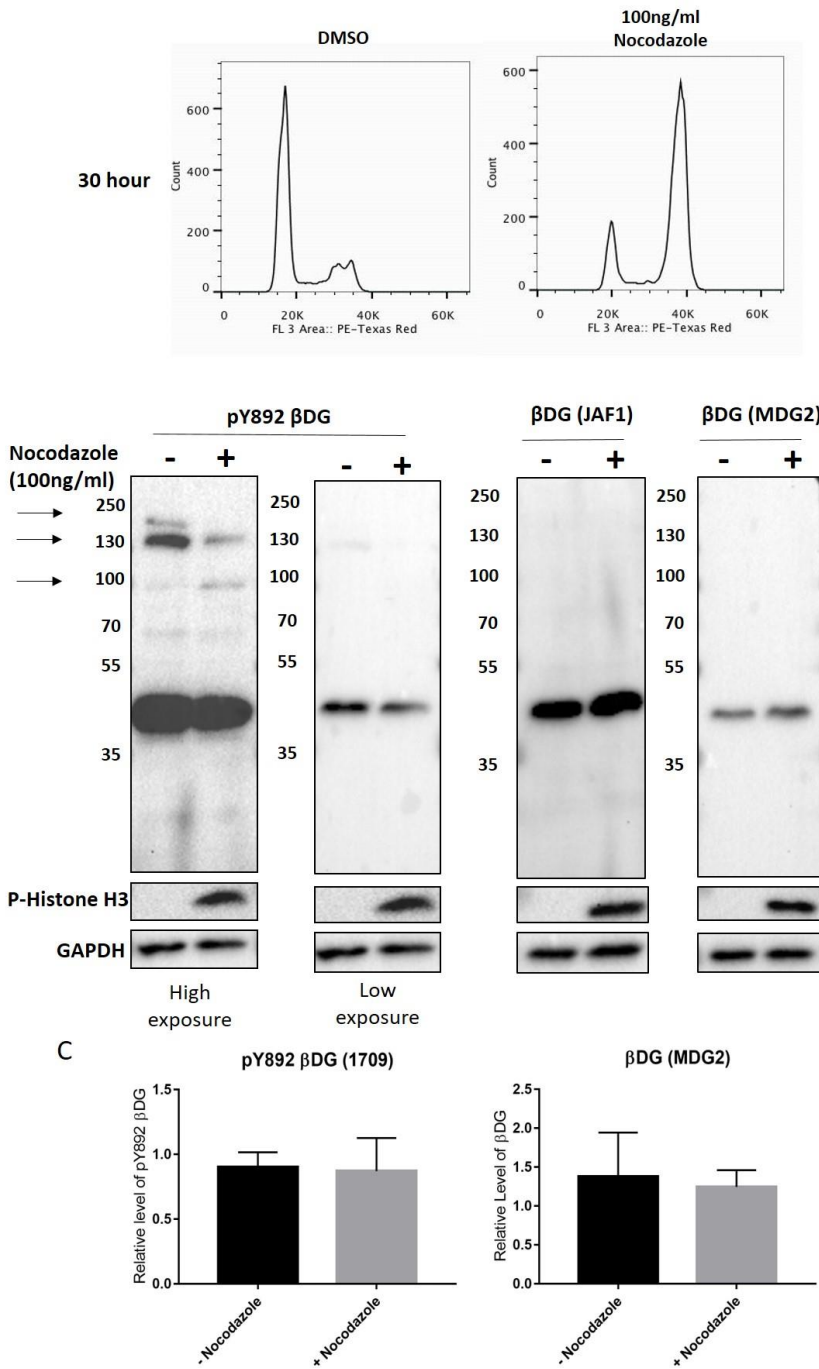 DMSO
100ng/ml
Nocodazole
30 hour
Count
600
400
200
0
0 20K 40K 60K
FL 3 Area:: PE-Texas Red
Count
600
400
200
0
0 20K 40K 60K
FL 3 Area:: PE-Texas Red
pY892 βDG
βDG (JAF1)
βDG (MDG2)
Nocodazole
(100ng/ml)
- +
- +
- +
- +
250
130
100
70
55
35
250
130
100
70
55
35
250
130
100
70
55
35
250
130
100
70
55
35
P-Histone H3
GAPDH
High
exposure
Low
exposure
C
pY892 βDG (1709)
Relative level of pY892 βDG
1.5
1.0
0.5
0.0
- Nocodazole
+ Nocodazole
βDG (MDG2)
Relative Level of βDG
2.5
2.0
1.5
1.0
0.5
0.0
- Nocodazole
+ Nocodazole